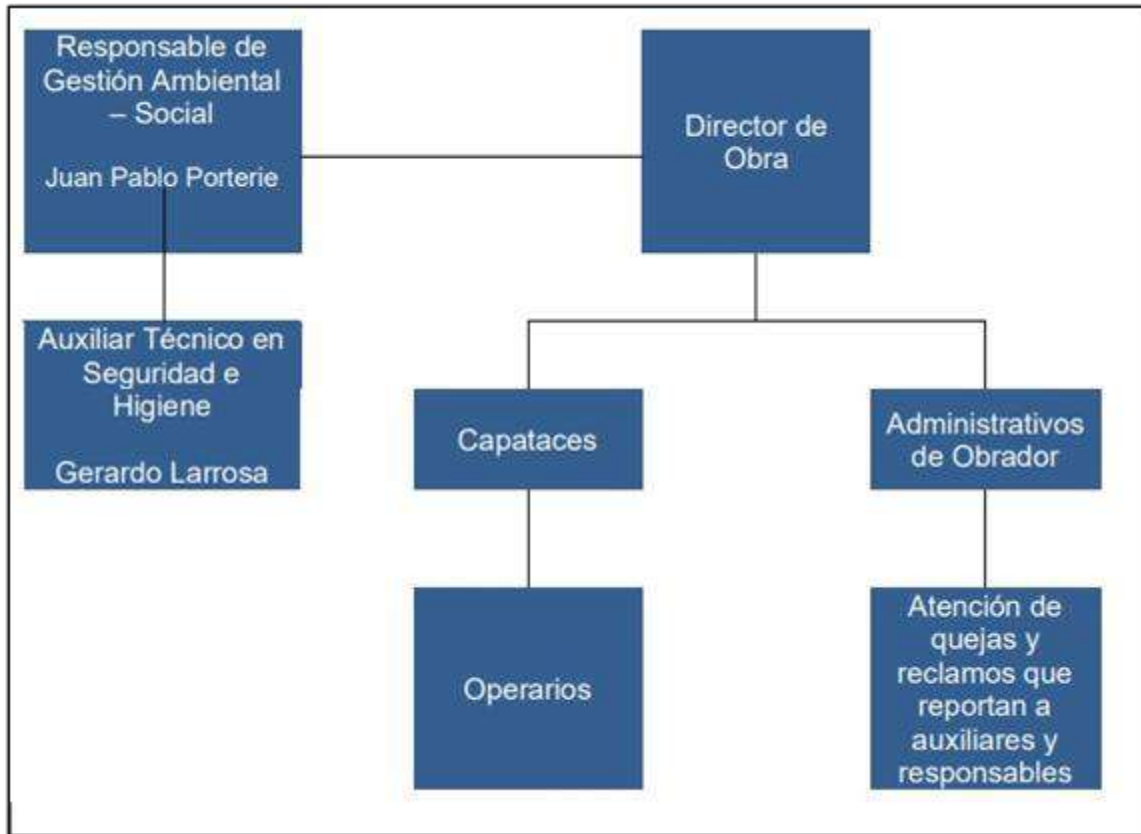 Responsable de
Gestión Ambiental
– Social
Juan Pablo Porterie
Director de
Obra
Auxiliar Técnico en
Seguridad e
Higiene
Gerardo Larrosa
Capataces
Administrativos
de Obrador
Operarios
Atención de
quejas y
reclamos que
reportan a
auxiliares y
responsables